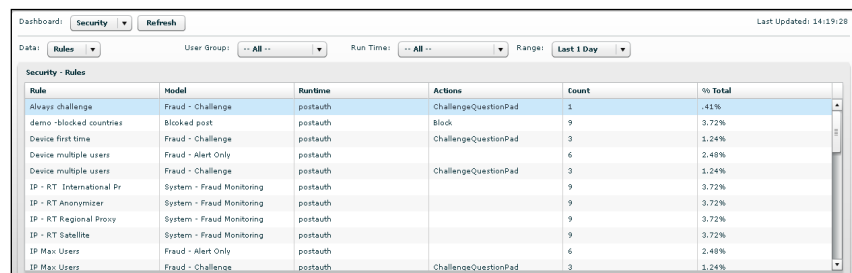 Dashboard: Security Refresh Last Updated: 14:19:28
Data: Rules User Group: -- All -- Run Time: -- All -- Range: Last 1 Day
Security - Rules
Rule Model Runtime Actions Count % Total
Always challenge Fraud - Challenge postauth ChallengeQuestionPad 1 .41%
demo -blocked countries Blcoked post postauth Block 9 3.72%
Device first time Fraud - Challenge postauth ChallengeQuestionPad 3 1.24%
Device multiple users Fraud - Alert Only postauth 6 2.48%
Device multiple users Fraud - Challenge postauth ChallengeQuestionPad 3 1.24%
IP - RT International Pr System - Fraud Monitoring postauth 9 3.72%
IP - RT Anonymizer System - Fraud Monitoring postauth 9 3.72%
IP - RT Regional Proxy System - Fraud Monitoring postauth 9 3.72%
IP - RT Satellite System - Fraud Monitoring postauth 9 3.72%
IP Max Users Fraud - Alert Only postauth 6 2.48%
IP Max Users Fraud - Challenge postauth ChallengeQuestionPad 3 1.24%